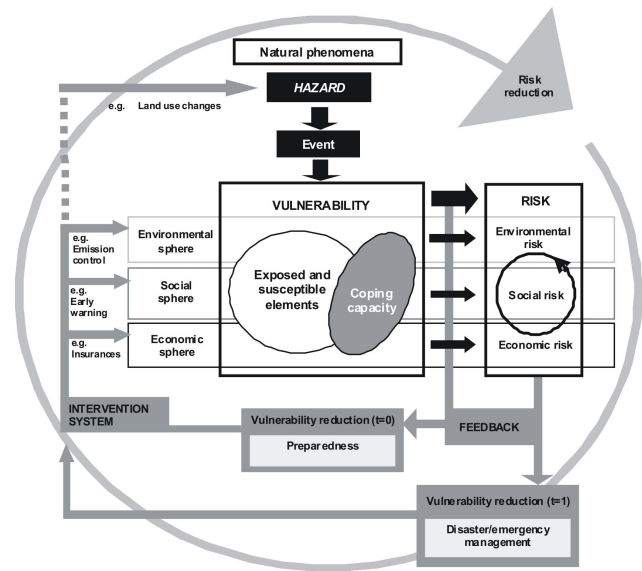 Natural phenomena
HAZARD
Risk
reduction
e.g. Land use changes
Event
VULNERABILITY
RISK
e.g.
Emission
control
Environmental
sphere
Environmental
risk
Exposed and
susceptible
elements
Coping
capacity
e.g.
Early
warning
Social
sphere
Social risk
e.g.
Insurances
Economic
sphere
Economic risk
INTERVENTION
SYSTEM
Vulnerability reduction (t=0)
Preparedness
FEEDBACK
Vulnerability reduction (t=1)
Disaster/emergency
management